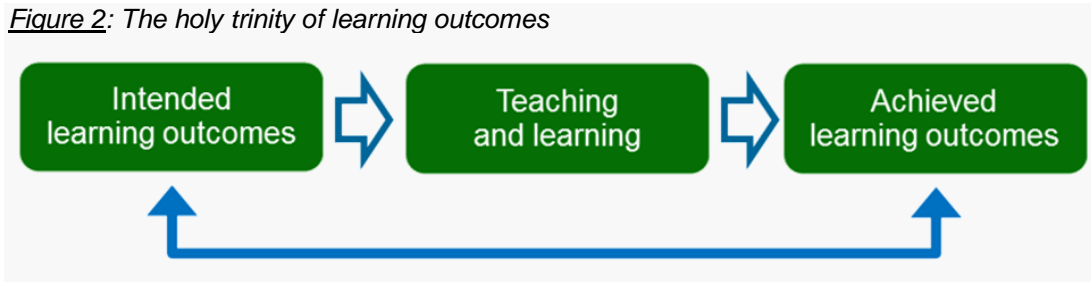 Figure 2: The holy trinity of learning outcomes
Intended
learning outcomes
Teaching
and learning
Achieved
learning outcomes